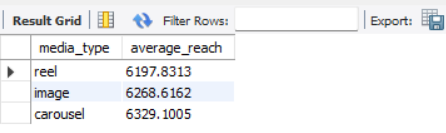 Result Grid Filter Rows: Export:
media_type average_reach
reel 6197.8313
image 6268.6162
carousel 6329.1005